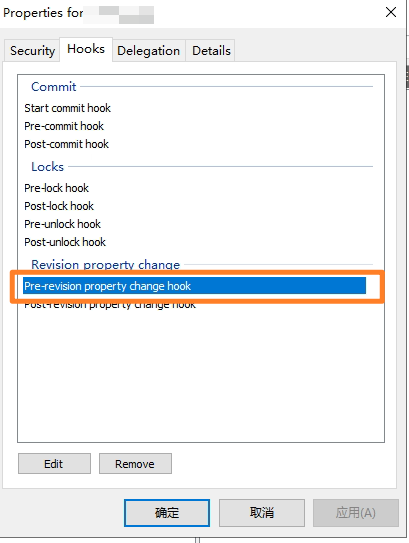 Properties for
Security Hooks Delegation Details
Commit
Start commit hook
Pre-commit hook
Post-commit hook
Locks
Pre-lock hook
Post-lock hook
Pre-unlock hook
Post-unlock hook
Revision property change
Pre-revision property change hook
Post-revision property change hook
Edit Remove
确定 取消 应用(A)